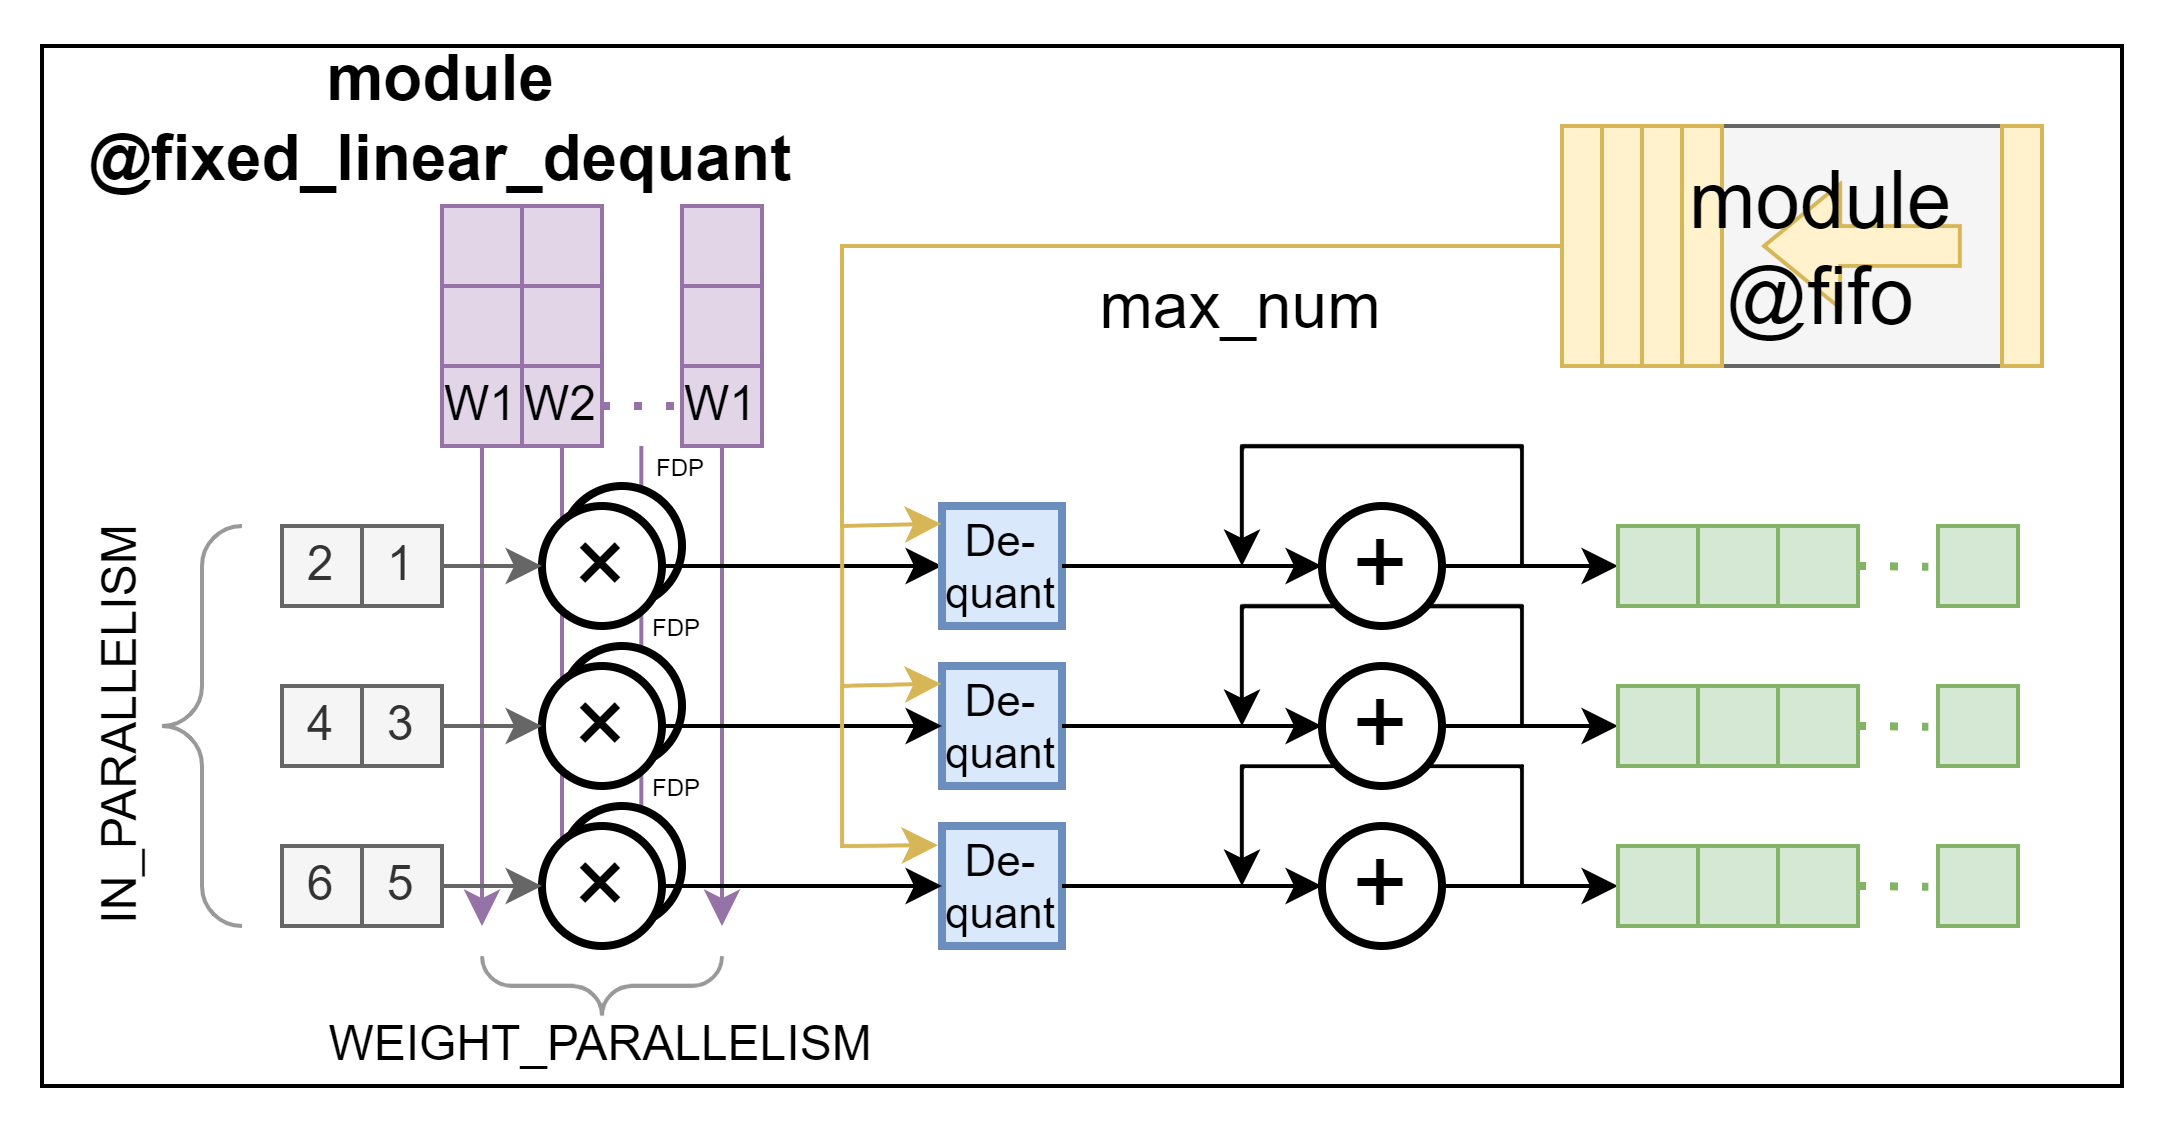 module
@fixed_linear_dequant
module
@fifo
max_num
W1 W2 W1
FDP
IN_PARALLELISM
2 1
×
De-
quant
+
FDP
4 3
×
De-
quant
+
FDP
6 5
×
De-
quant
+
WEIGHT_PARALLELISM